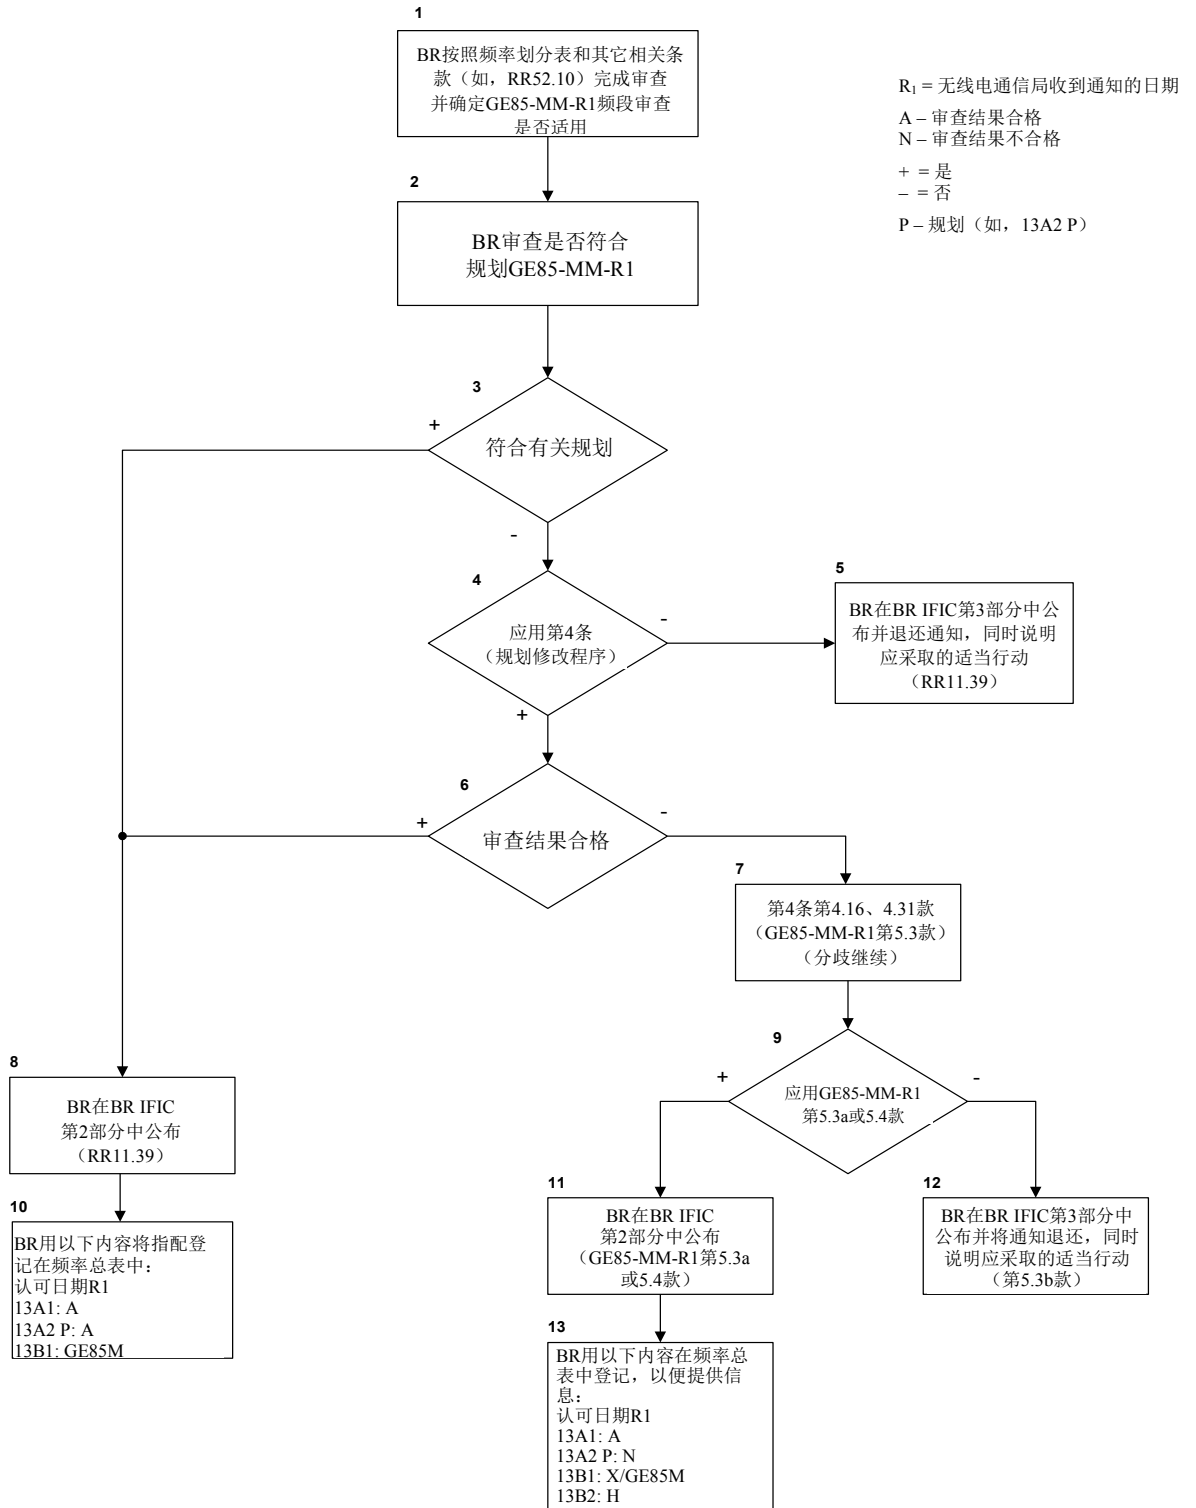 1
BR按照频率划分表和其它相关条
款（如，RR52.10）完成审查
并确定GE85-MM-R1频段审查
是否适用
R1 = 无线电通信局收到通知的日期
A – 审查结果合格
N – 审查结果不合格
+ = 是
– = 否
P – 规划（如，13A2 P）
2
BR审查是否符合
规划GE85-MM-R1
3
+
符合有关规划
-
4
应用第4条
（规划修改程序）
-
+
5
BR在BR IFIC第3部分中公
布并退还通知，同时说明
应采取的适当行动
（RR11.39）
6
+
-
审查结果合格
7
第4条第4.16、4.31款
（GE85-MM-R1第5.3款）
（分歧继续）
8
BR在BR IFIC
第2部分中公布
（RR11.39）
9
+
-
应用GE85-MM-R1
第5.3a或5.4款
10
BR用以下内容将指配登
记在频率总表中：
认可日期R1
13A1: A
13A2 P: A
13B1: GE85M
11
BR在BR IFIC
第2部分中公布
（GE85-MM-R1第5.3a
或5.4款）
12
BR在BR IFIC第3部分中
公布并将通知退还，同时
说明应采取的适当行动
（第5.3b款）
13
BR用以下内容在频率总
表中登记，以便提供信
息：
认可日期R1
13A1: A
13A2 P: N
13B1: X/GE85M
13B2: H